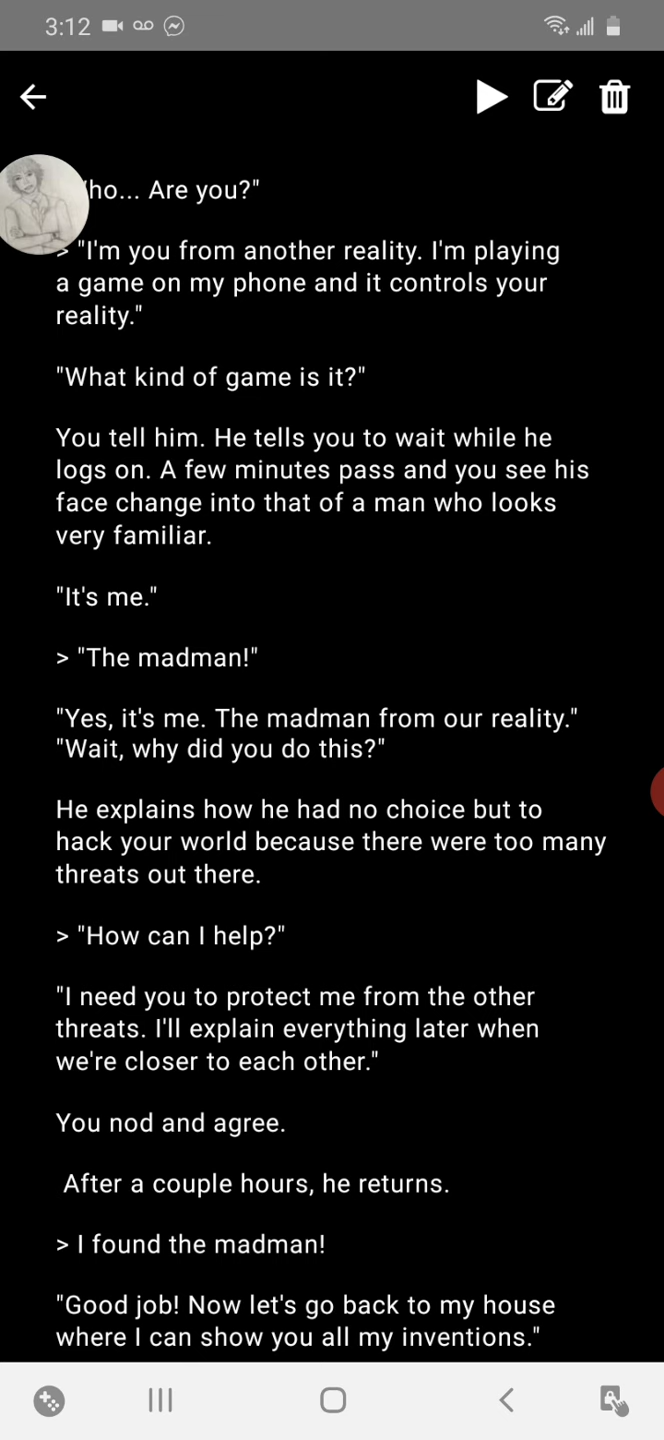 3:12
ho... Are you?"
> "I'm you from another reality. I'm playing
a game on my phone and it controls your
reality."
"What kind of game is it?"
You tell him. He tells you to wait while he
logs on. A few minutes pass and you see his
face change into that of a man who looks
very familiar.
"It's me."
> "The madman!"
"Yes, it's me. The madman from our reality."
"Wait, why did you do this?"
He explains how he had no choice but to
hack your world because there were too many
threats out there.
> "How can I help?"
"I need you to protect me from the other
threats. I'll explain everything later when
we're closer to each other."
You nod and agree.
After a couple hours, he returns.
> I found the madman!
"Good job! Now let's go back to my house
where I can show you all my inventions."